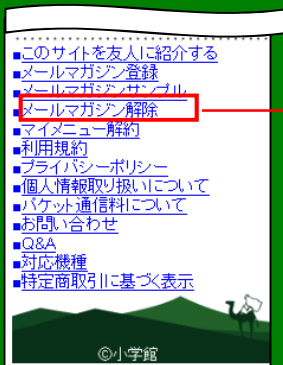 ■このサイトを友人に紹介する
■メールマガジン登録
■メールマガジンサンプル
■メールマガジン解除
■マイメニュー解約
■利用規約
■プライバシーポリシー
■個人情報取り扱いについて
■パケット通信料について
■お問い合わせ
■Q&A
■対応機種
■特定商取引に基づく表示
©小学館